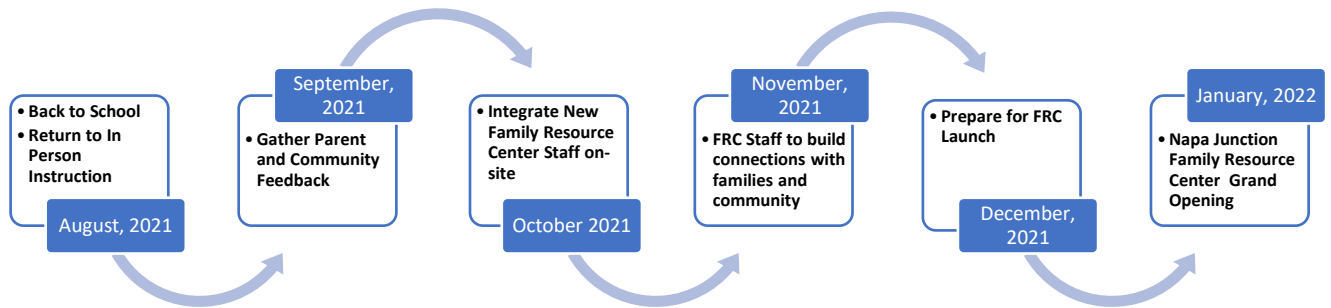 • Back to School
• Return to In
Person
Instruction
August, 2021
September,
2021
• Gather Parent
and Community
Feedback
• Integrate New
Family Resource
Center Staff on-
site
October 2021
November,
2021
• FRC Staff to build
connections with
families and
community
• Prepare for FRC
Launch
December,
2021
January, 2022
• Napa Junction
Family Resource
Center Grand
Opening